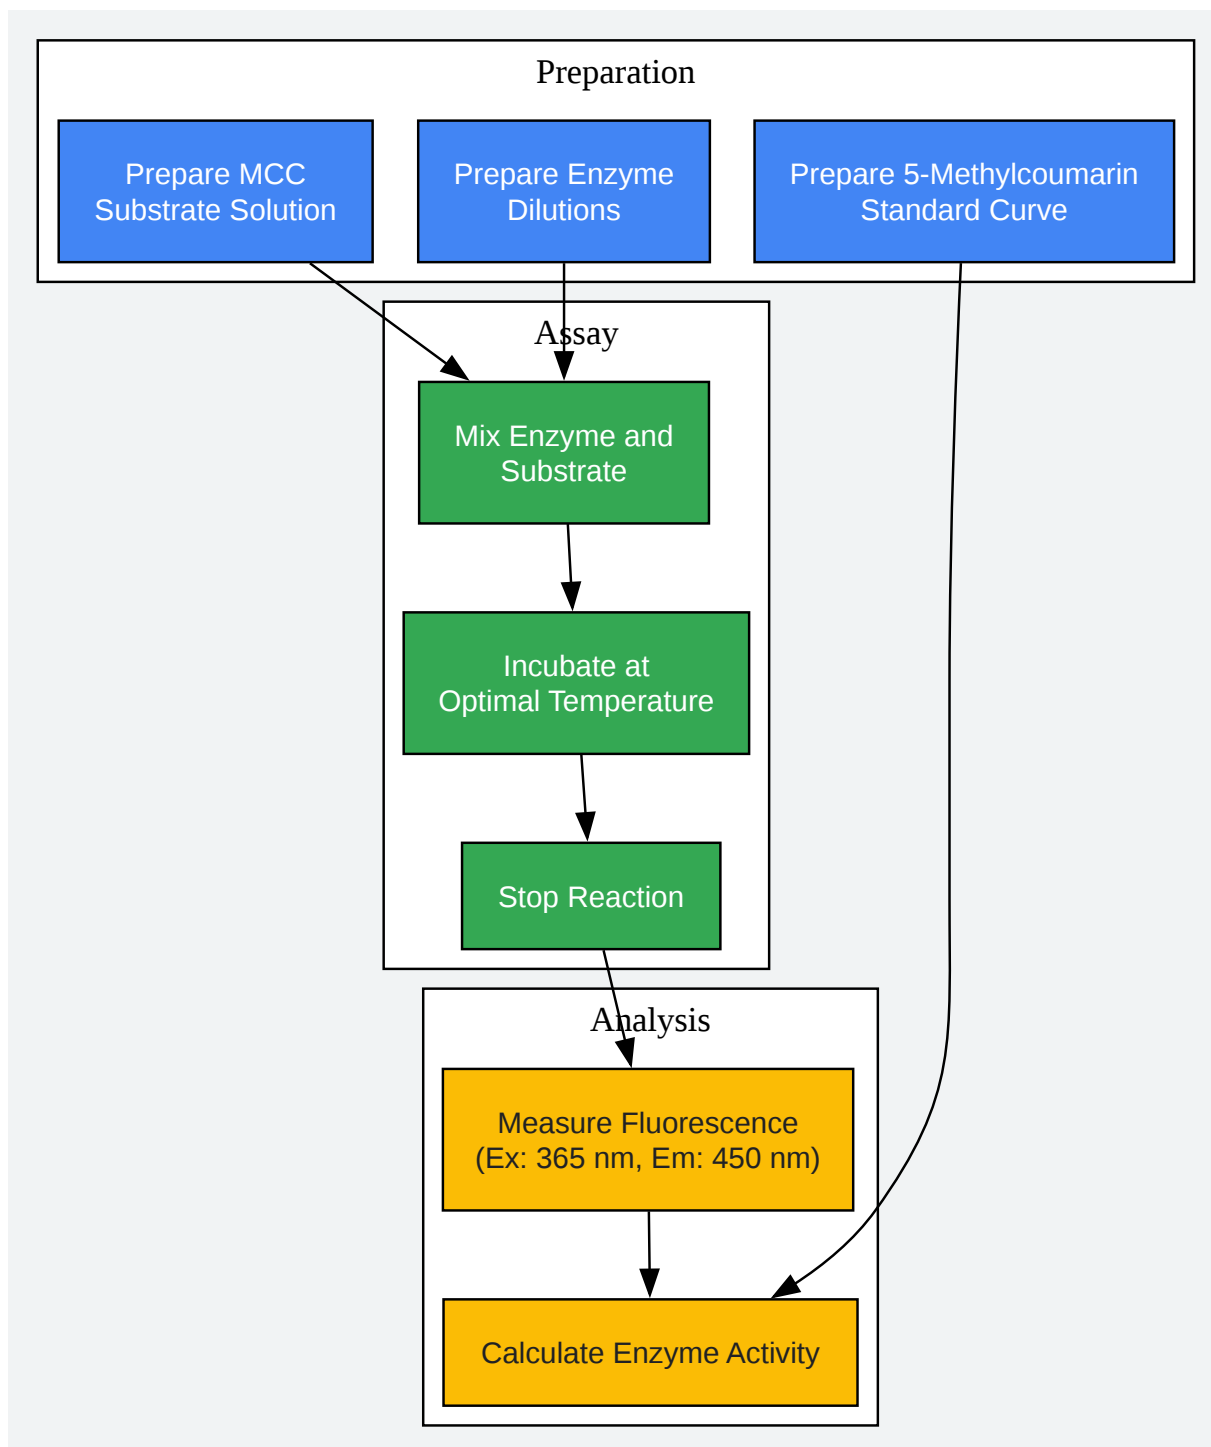 Preparation
Prepare MCC
Substrate Solution
Prepare Enzyme
Dilutions
Prepare 5-Methylcoumarin
Standard Curve
Assay
Mix Enzyme and
Substrate
Incubate at
Optimal Temperature
Stop Reaction
Analysis
Measure Fluorescence
(Ex: 365 nm, Em: 450 nm)
Calculate Enzyme Activity